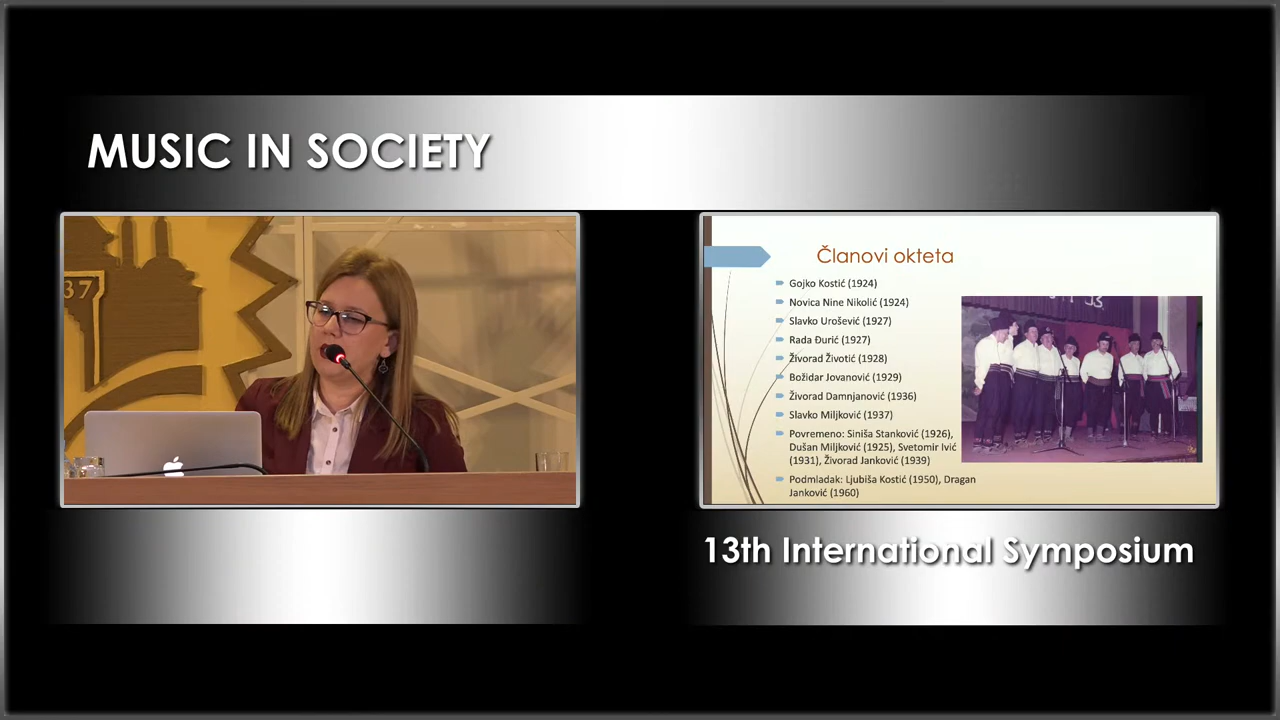 MUSIC IN SOCIETY
37
Članovi okteta
Gojko Kostić (1924)
Novica Nine Nikolić (1924)
Slavko Urošević (1927)
Rada Đurić (1927)
Živorad Životić (1928)
Božidar Jovanović (1929)
Živorad Damnjanović (1936)
Slavko Miljković (1937)
Povremeno: Siniša Stanković (1926),
Dušan Miljković (1925), Svetomir Ivić
(1931), Živorad Janković (1939)
Podmladak: Ljubiša Kostić (1950), Dragan
Janković (1960)
13th International Symposium